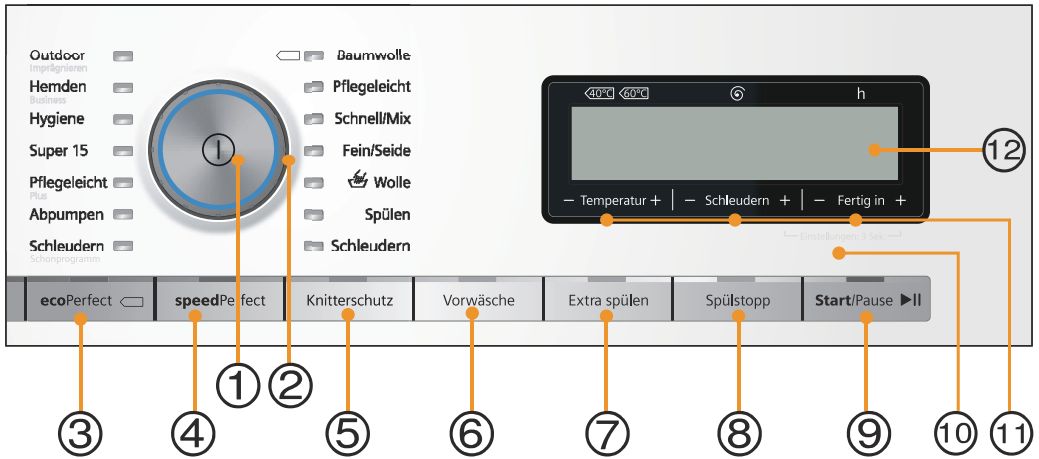 Outdoor
Imprägnieren
Hemden
Business
Hygiene
Super 15
Pflegeleicht
Plus
Abpumpen
Schleudern
Schonprogramm
Baumwolle
Pflegeleicht
Schnell/Mix
Fein/Seide
Wolle
Spülen
Schleudern
40°C 60°C h
− Temperatur + − Schleudern + − Fertig in +
Einstellungen 3 Sek.
ecoPerfect speedPerfect Knitterschutz Vorwäsche Extra spülen Spülstopp Start/Pause
1 2
3 4 5 6 7 8 9 10 11
12